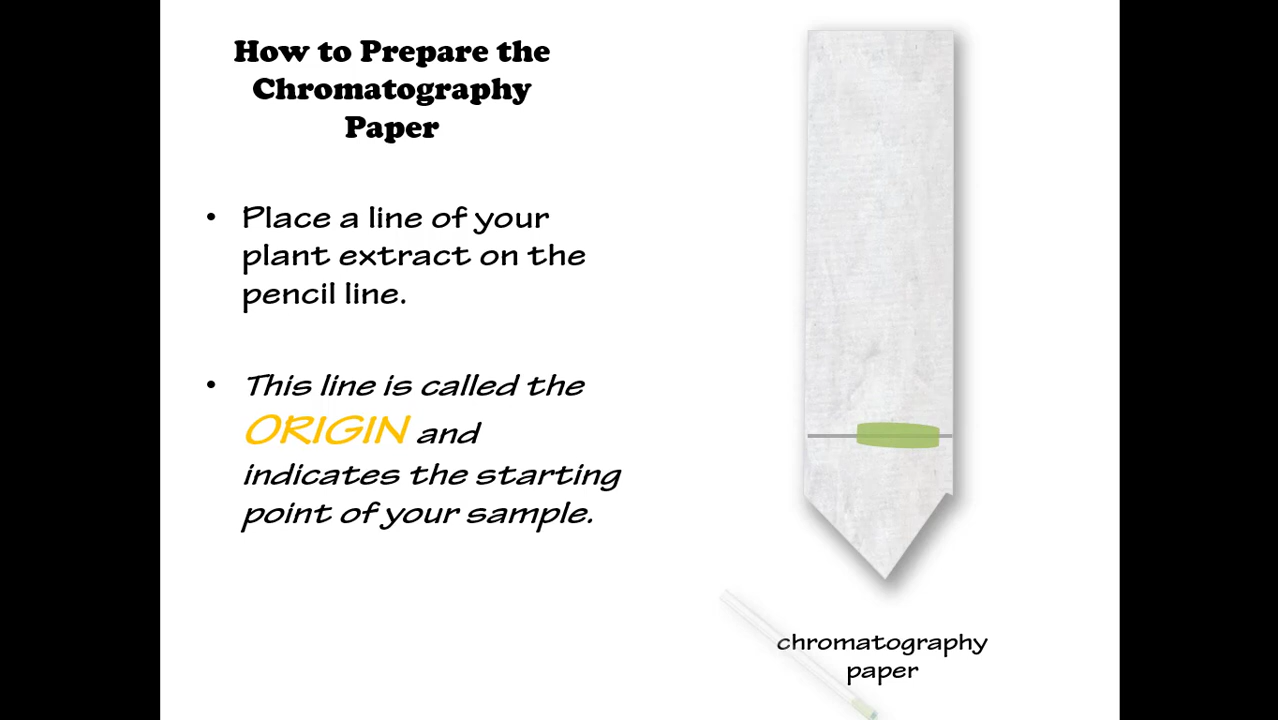 How to Prepare the
Chromatography
Paper
• Place a line of your
plant extract on the
pencil line.
• This line is called the
ORIGIN and
indicates the starting
point of your sample.
chromatography
paper